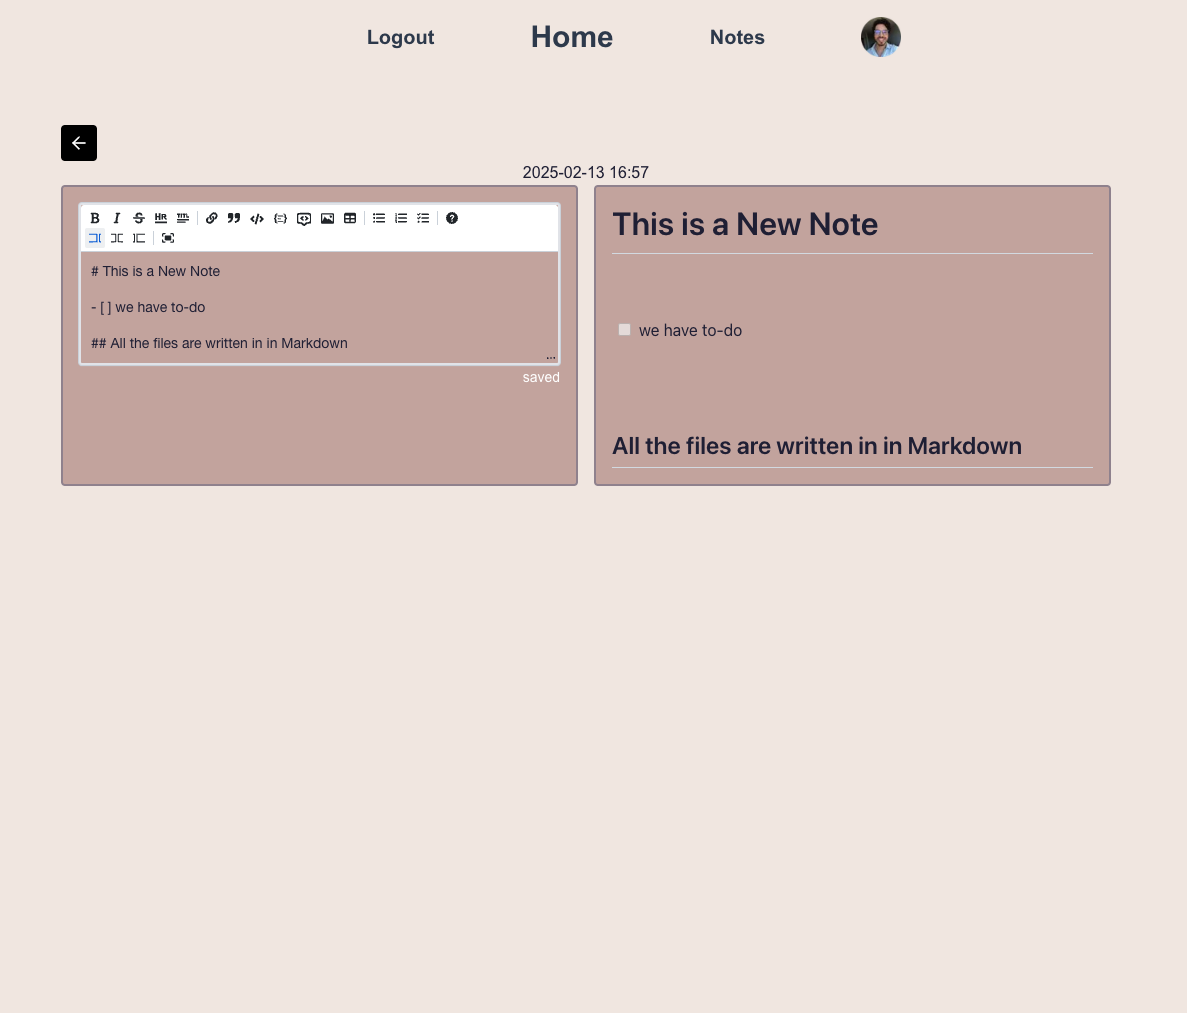 Logout
Home
Notes
2025-02-13 16:57
B I S HR TITL
# This is a New Note
- [ ] we have to-do
## All the files are written in in Markdown
...
saved
This is a New Note
we have to-do
All the files are written in in Markdown